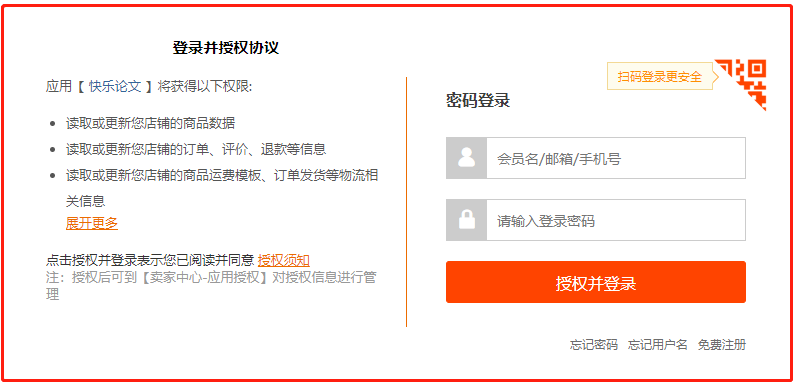 登录并授权协议
应用【 快乐论文 】将获得以下权限:
读取或更新您店铺的商品数据
读取或更新您店铺的订单、评价、退款等信息
读取或更新您店铺的商品运费模板、订单发货等物流相
关信息
展开更多
点击授权并登录表示您已阅读并同意 授权须知
注：授权后可到【卖家中心-应用授权】对授权信息进行管
理
扫码登录更安全
密码登录
会员名/邮箱/手机号
请输入登录密码
授权并登录
忘记密码 忘记用户名 免费注册